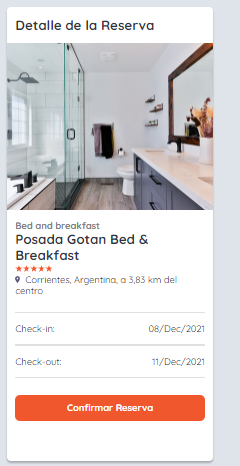 Detalle de la Reserva
Bed and breakfast
Posada Gotan Bed &
Breakfast
Corrientes, Argentina, a 3,83 km del
centro
Check-in: 08/Dec/2021
Check-out: 11/Dec/2021
Confirmar Reserva